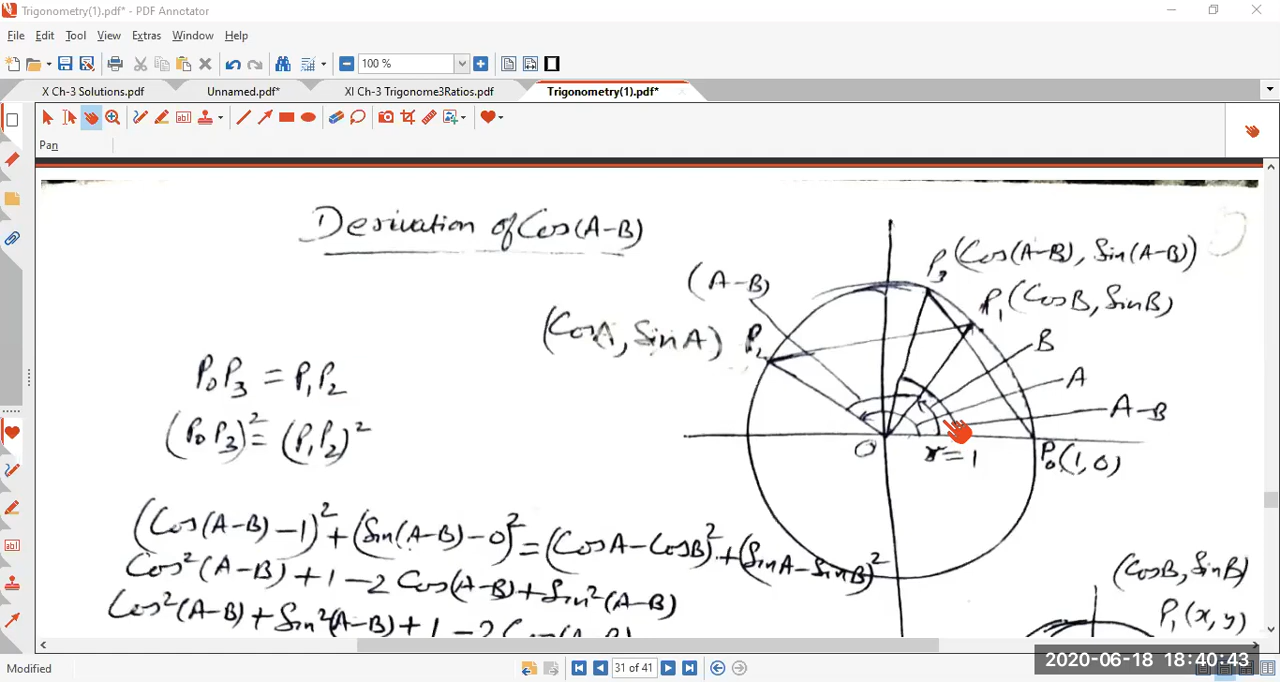 Trigonometry(1).pdf* - PDF Annotator
File Edit Tool View Extras Window Help
100 %
X Ch-3 Solutions.pdf Unnamed.pdf* XI Ch-3 Trigonome3Ratios.pdf Trigonometry(1).pdf*
Pan
Derivation of Cos(A-B)
P3 (Cos(A-B), Sin(A-B))
(A-B)
P1 (CosB, SinB)
(CosA, SinA) P2
B
A
A-B
P0P3 = P1P2
(P0P3)² = (P1P2)²
O r=1 P0(1,0)
(Cos(A-B)-1)² + (Sin(A-B)-0)² = (CosA-CosB)² + (SinA-SinB)²
Cos²(A-B)+1-2 Cos(A-B)+Sin²(A-B)
(CosB, SinB)
Cos²(A-B)+Sin²(A-B)+1-2 Cos(A-B)
P1(x,y)
Modified 31 of 41 2020-06-18 18:40:43